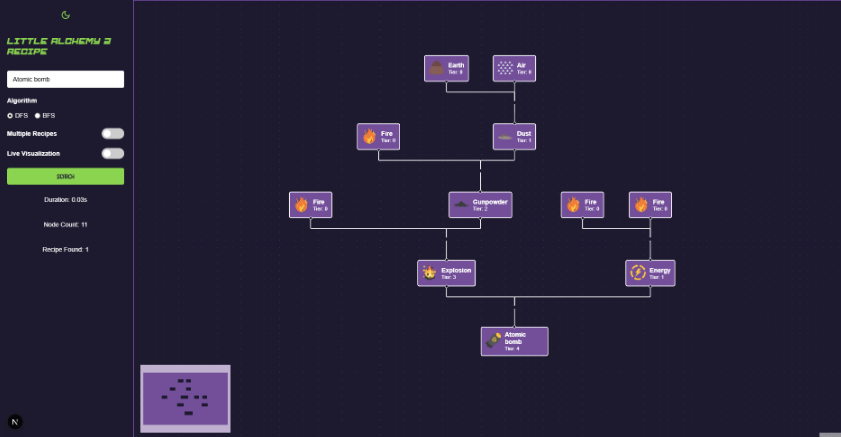 LITTLE ALCHEMY 2
RECIPE
Atomic bomb
Algorithm
DFS BFS
Multiple Recipes
Live Visualization
SEARCH
Duration: 0.03s
Node Count: 11
Recipe Found: 1
N
Earth
Tier: 0
Air
Tier: 0
Fire
Tier: 0
Dust
Tier: 1
Fire
Tier: 0
Gunpowder
Tier: 2
Fire
Tier: 0
Fire
Tier: 0
Explosion
Tier: 3
Energy
Tier: 1
Atomic
bomb
Tier: 4